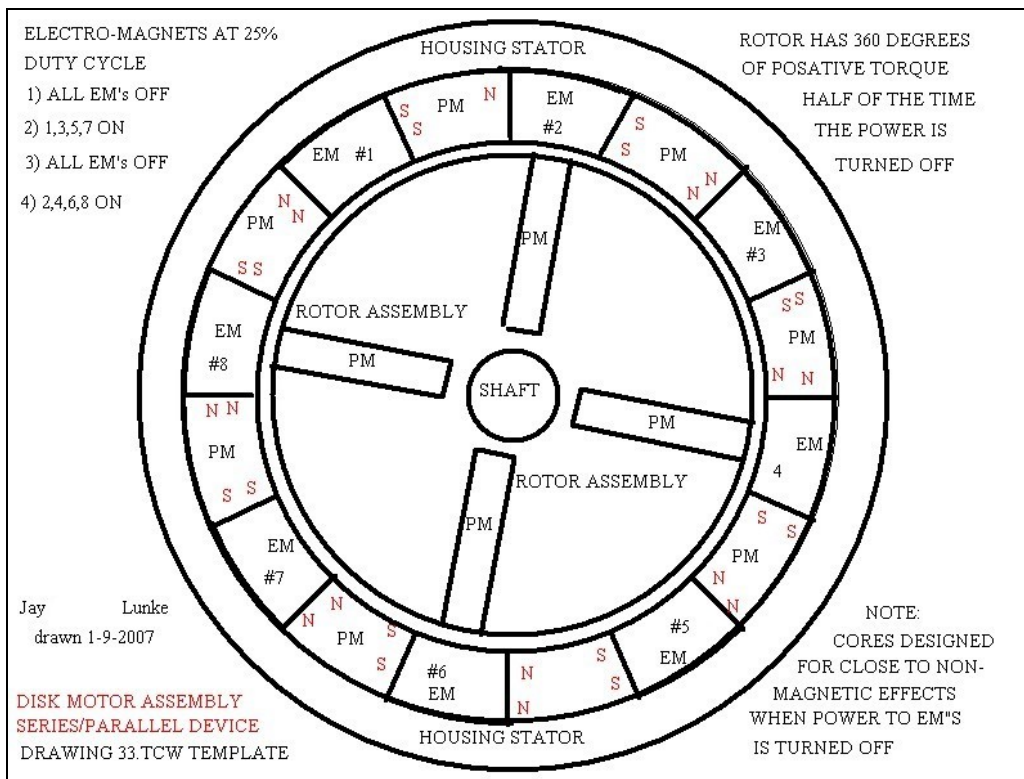 ELECTRO-MAGNETS AT 25%
DUTY CYCLE
1) ALL EM's OFF
2) 1,3,5,7 ON
3) ALL EM's OFF
4) 2,4,6,8 ON
HOUSING STATOR
ROTOR HAS 360 DEGREES
OF POSATIVE TORQUE
HALF OF THE TIME
THE POWER IS
TURNED OFF
EM #1
S
S
PM
N
EM
#2
S
S
PM
N
N
EM
#3
S
S
PM
N
N
EM
4
S
S
PM
N
N
#5
EM
S
S
N
N
#6
EM
S
S
PM
N
N
EM
#7
S
S
PM
N
N
EM
#8
S S
PM
N
N
PM
ROTOR ASSEMBLY
PM
SHAFT
PM
ROTOR ASSEMBLY
PM
HOUSING STATOR
Jay Lunke
drawn 1-9-2007
DISK MOTOR ASSEMBLY
SERIES/PARALLEL DEVICE
DRAWING 33.TCW TEMPLATE
NOTE:
CORES DESIGNED
FOR CLOSE TO NON-
MAGNETIC EFFECTS
WHEN POWER TO EM"S
IS TURNED OFF